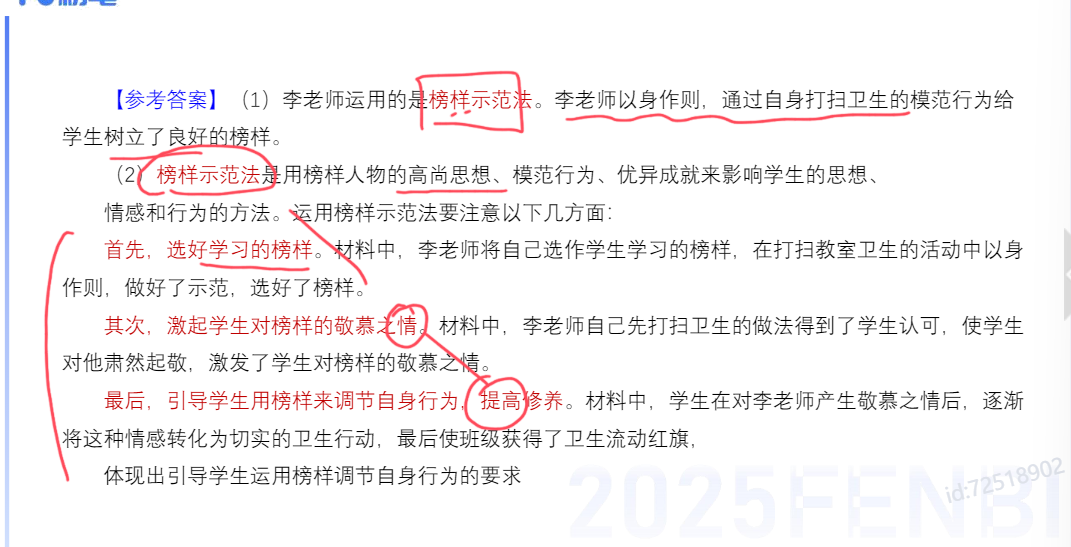 【参考答案】（1）李老师运用的是榜样示范法。李老师以身作则，通过自身打扫卫生的模范行为给
学生树立了良好的榜样。
（2）榜样示范法是用榜样人物的高尚思想、模范行为、优异成就来影响学生的思想、
情感和行为的方法。运用榜样示范法要注意以下几方面：
首先，选好学习的榜样。材料中，李老师将自己选作学生学习的榜样，在打扫教室卫生的活动中以身
作则，做好了示范，选好了榜样。
其次，激起学生对榜样的敬慕之情。材料中，李老师自己先打扫卫生的做法得到了学生认可，使学生
对他肃然起敬，激发了学生对榜样的敬慕之情。
最后，引导学生用榜样来调节自身行为，提高修养。材料中，学生在对李老师产生敬慕之情后，逐渐
将这种情感转化为切实的卫生行动，最后使班级获得了卫生流动红旗，
体现出引导学生运用榜样调节自身行为的要求
2025FENBI
id:72518902